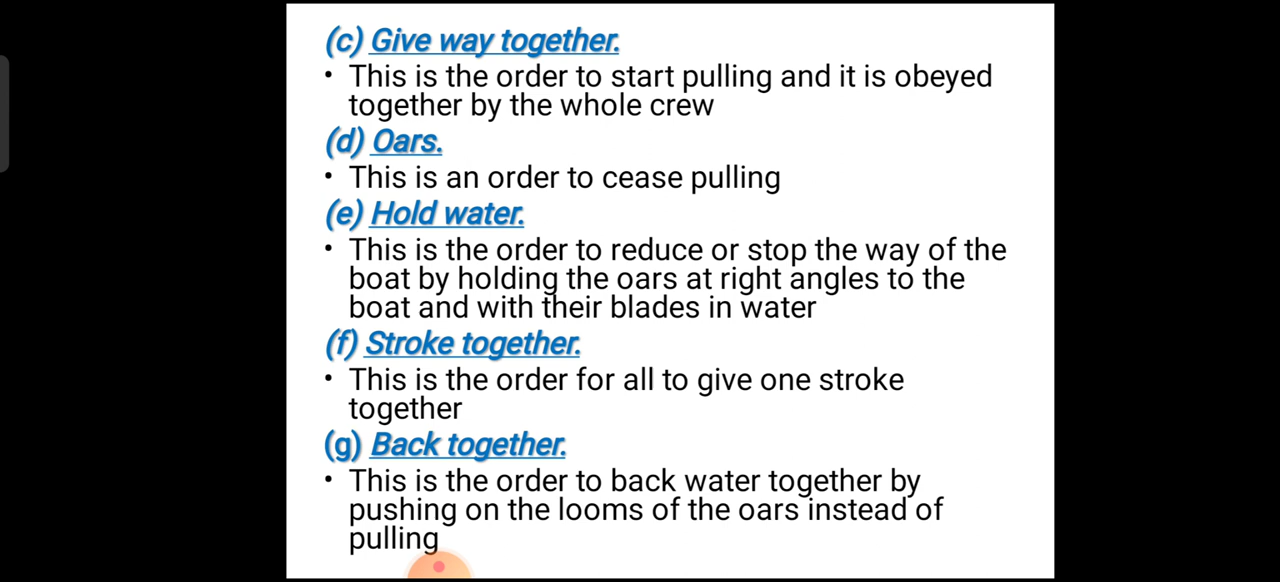 (c) Give way together.
• This is the order to start pulling and it is obeyed
together by the whole crew
(d) Oars.
• This is an order to cease pulling
(e) Hold water.
• This is the order to reduce or stop the way of the
boat by holding the oars at right angles to the
boat and with their blades in water
(f) Stroke together.
• This is the order for all to give one stroke
together
(g) Back together.
• This is the order to back water together by
pushing on the looms of the oars instead of
pulling